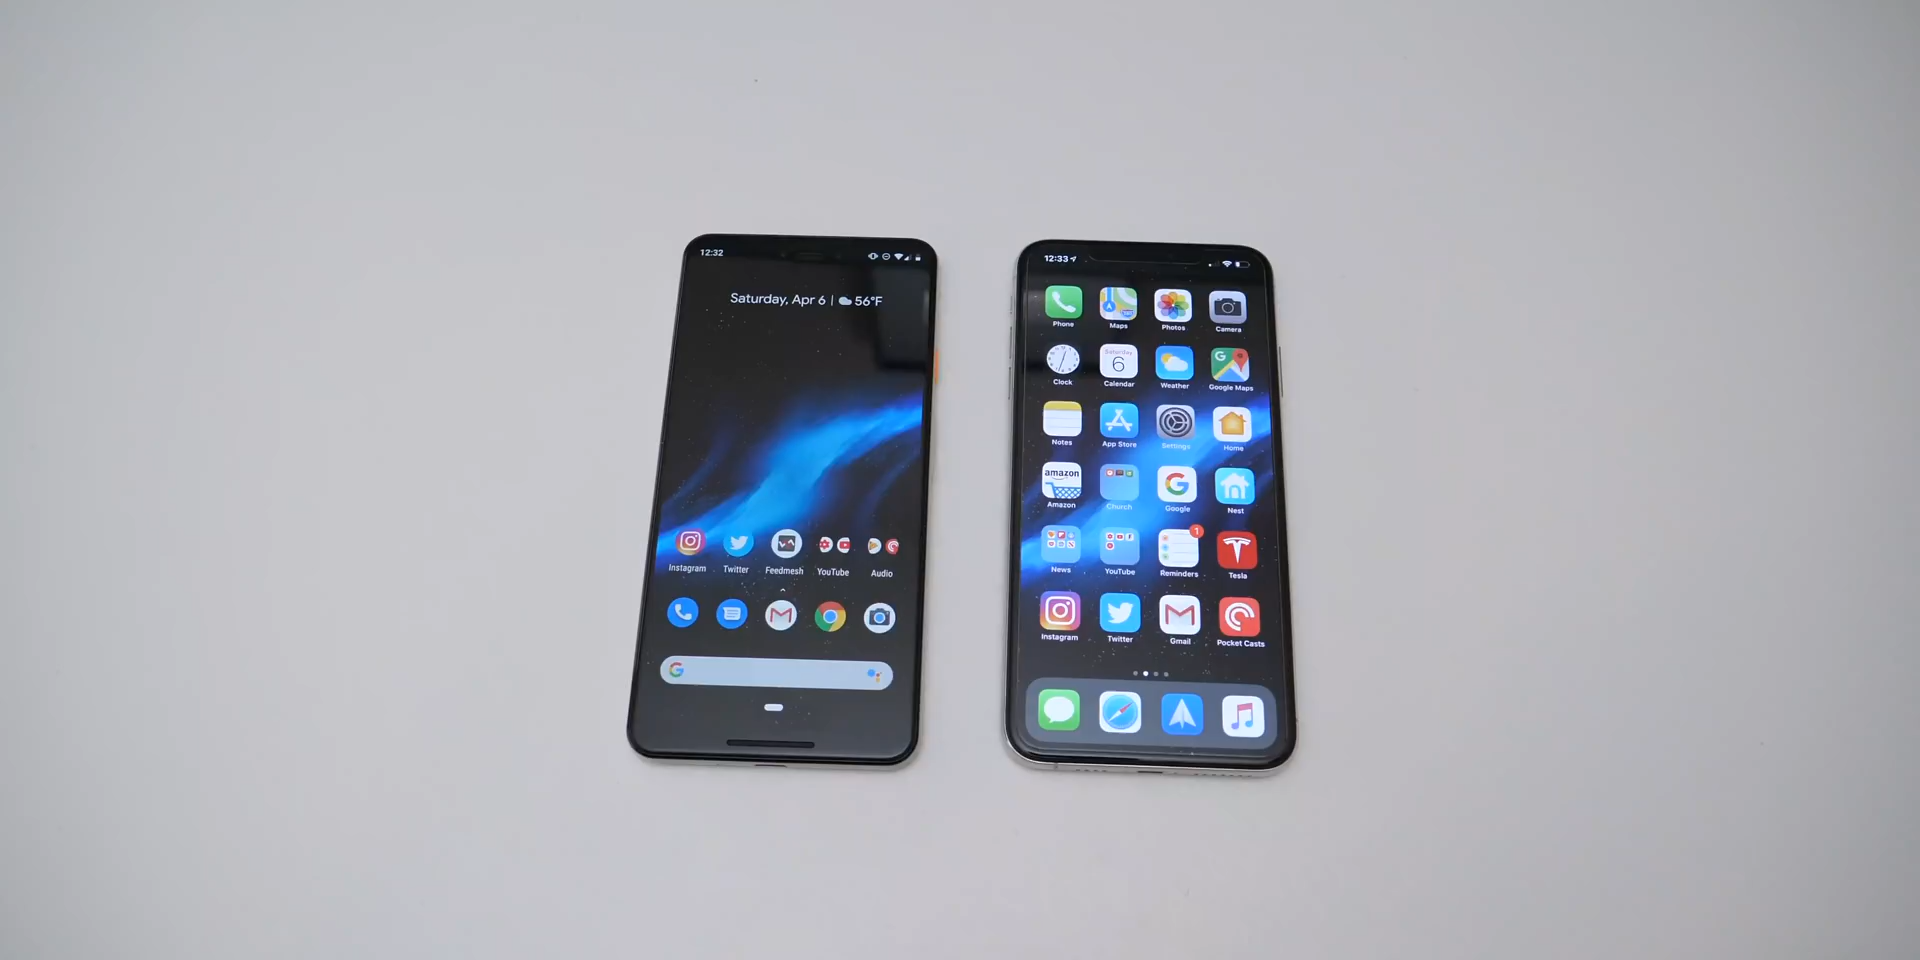 12:32
Saturday, Apr 6 | 56°F
Instagram Twitter Feedmesh YouTube Audio
12:33
Phone Maps Photos Camera
Saturday
6
Clock Calendar Weather Google Maps
Notes App Store Settings Home
amazon
Amazon Church Google Nest
1
News YouTube Reminders Tesla
Instagram Twitter Gmail Pocket Casts